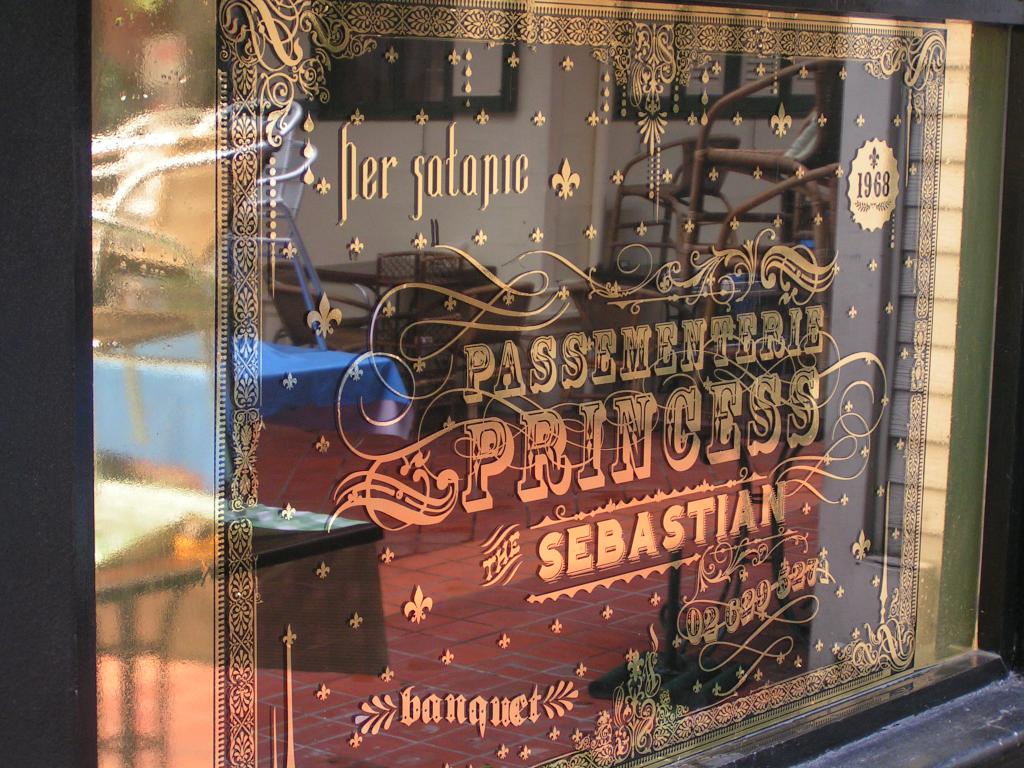 her satanic
1968
PASSEMENTERIE
PRINCESS
THE SEBASTIAN
banquet